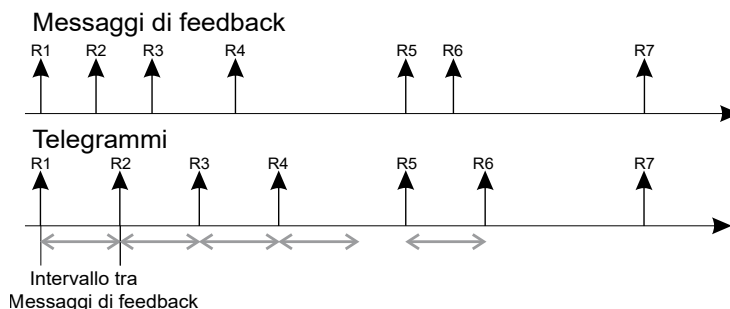 Messaggi di feedback
R1 R2 R3 R4 R5 R6 R7
Telegrammi
R1 R2 R3 R4 R5 R6 R7
Intervallo tra
Messaggi di feedback